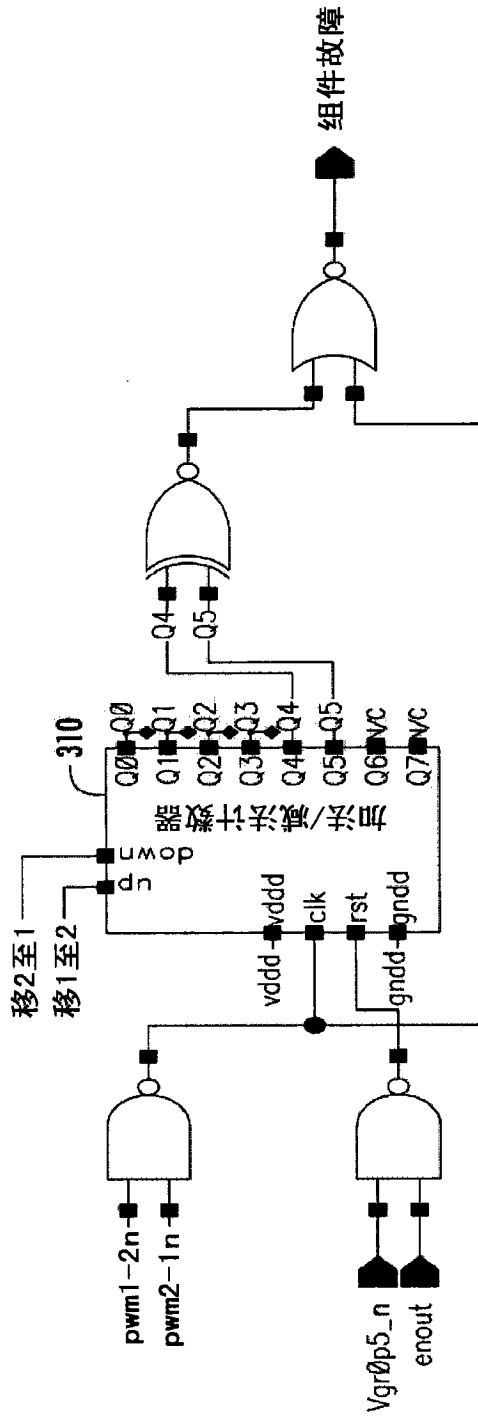 移2至1
移1至2
310
up
down
Q0 Q0
Q1 Q1
Q2 Q2
Q3 Q3
Q4 Q4
Q5 Q5
Q6 N/C
Q7 N/C
加法/减法计数器
vddd vddd
clk
rst
gndd gndd
pwm1-2n
pwm2-1n
Vgr0p5_n
enout
Q4
Q5
组件故障